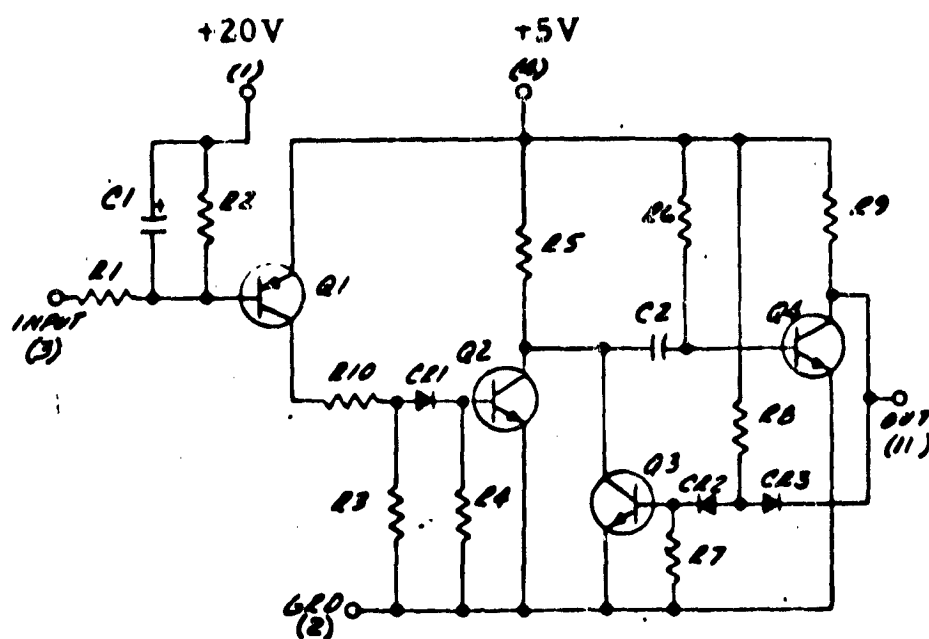 +20V
(1)
+5V
(4)
C1
+
R2
R1
INPUT
(3)
Q1
R5
R6
R9
C2
Q4
R10
CR1
Q2
R8
OUT
(11)
R3
R4
Q3
CR2
CR3
R7
GRD
(2)